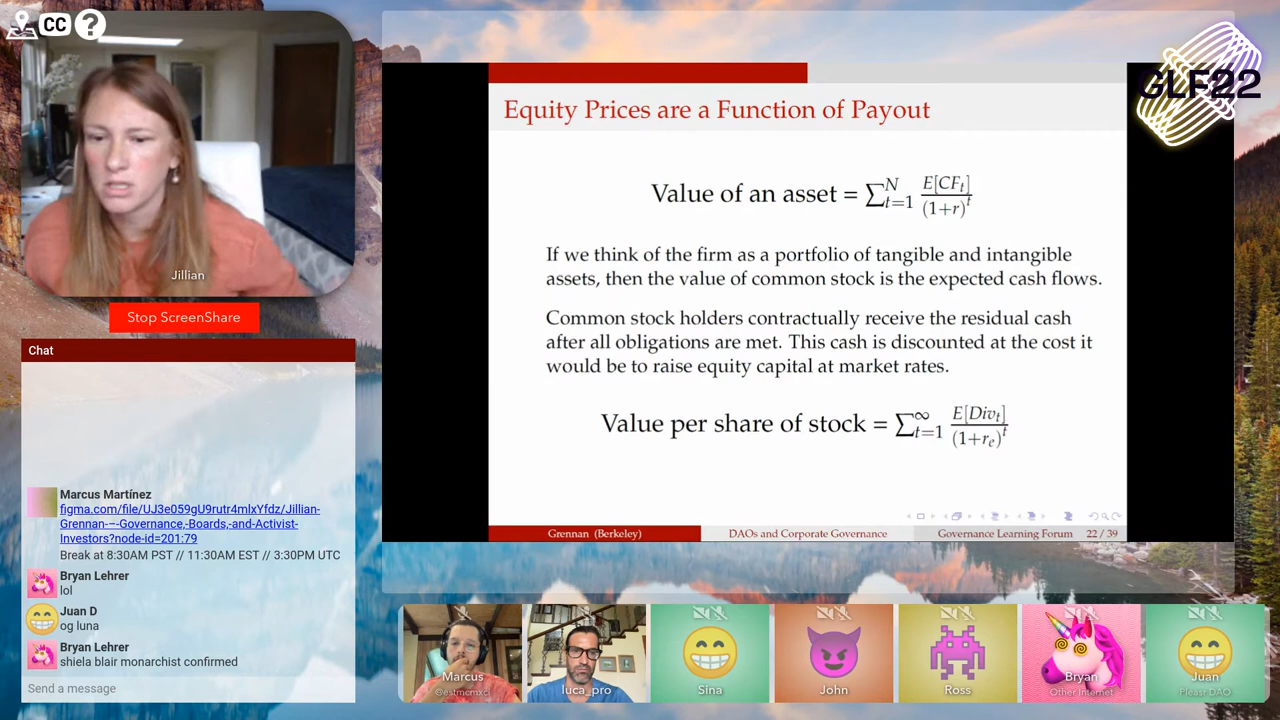 CC
?
Jillian
Stop ScreenShare
Chat
Marcus Martínez
figma.com/file/UJ3e059gU9rutr4mlxYfdz/Jillian-
Grennan-–-Governance,-Boards,-and-Activist-
Investors?node-id=201:79
Break at 8:30AM PST // 11:30AM EST // 3:30PM UTC
Bryan Lehrer
lol
Juan D
og luna
Bryan Lehrer
shiela blair monarchist confirmed
Send a message
GLF22
Equity Prices are a Function of Payout
Value of an asset = ∑_{t=1}^{N} E[CF_t]/(1+r)^t
If we think of the firm as a portfolio of tangible and intangible
assets, then the value of common stock is the expected cash flows.
Common stock holders contractually receive the residual cash
after all obligations are met. This cash is discounted at the cost it
would be to raise equity capital at market rates.
Value per share of stock = ∑_{t=1}^{∞} E[Div_t]/(1+r_e)^t
Grennan (Berkeley) DAOs and Corporate Governance Governance Learning Forum 22 / 39
Marcus
@estmcmxci
luca_pro
Sina
John
Ross
Bryan
Other Internet
Juan
Please DAO